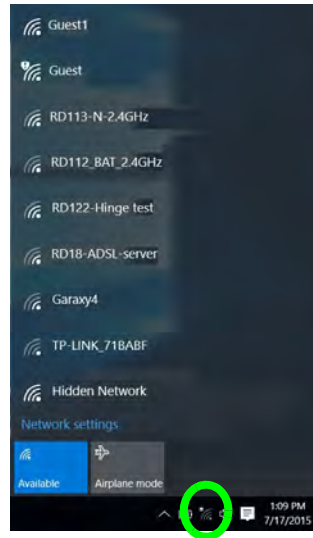 Guest1
Guest
RD113-N-2.4GHz
RD112_BAT_2.4GHz
RD122-Hinge test
RD18-ADSL-server
Garaxy4
TP-LINK_71BABF
Hidden Network
Network settings
Available Airplane mode
1:09 PM
7/17/2015